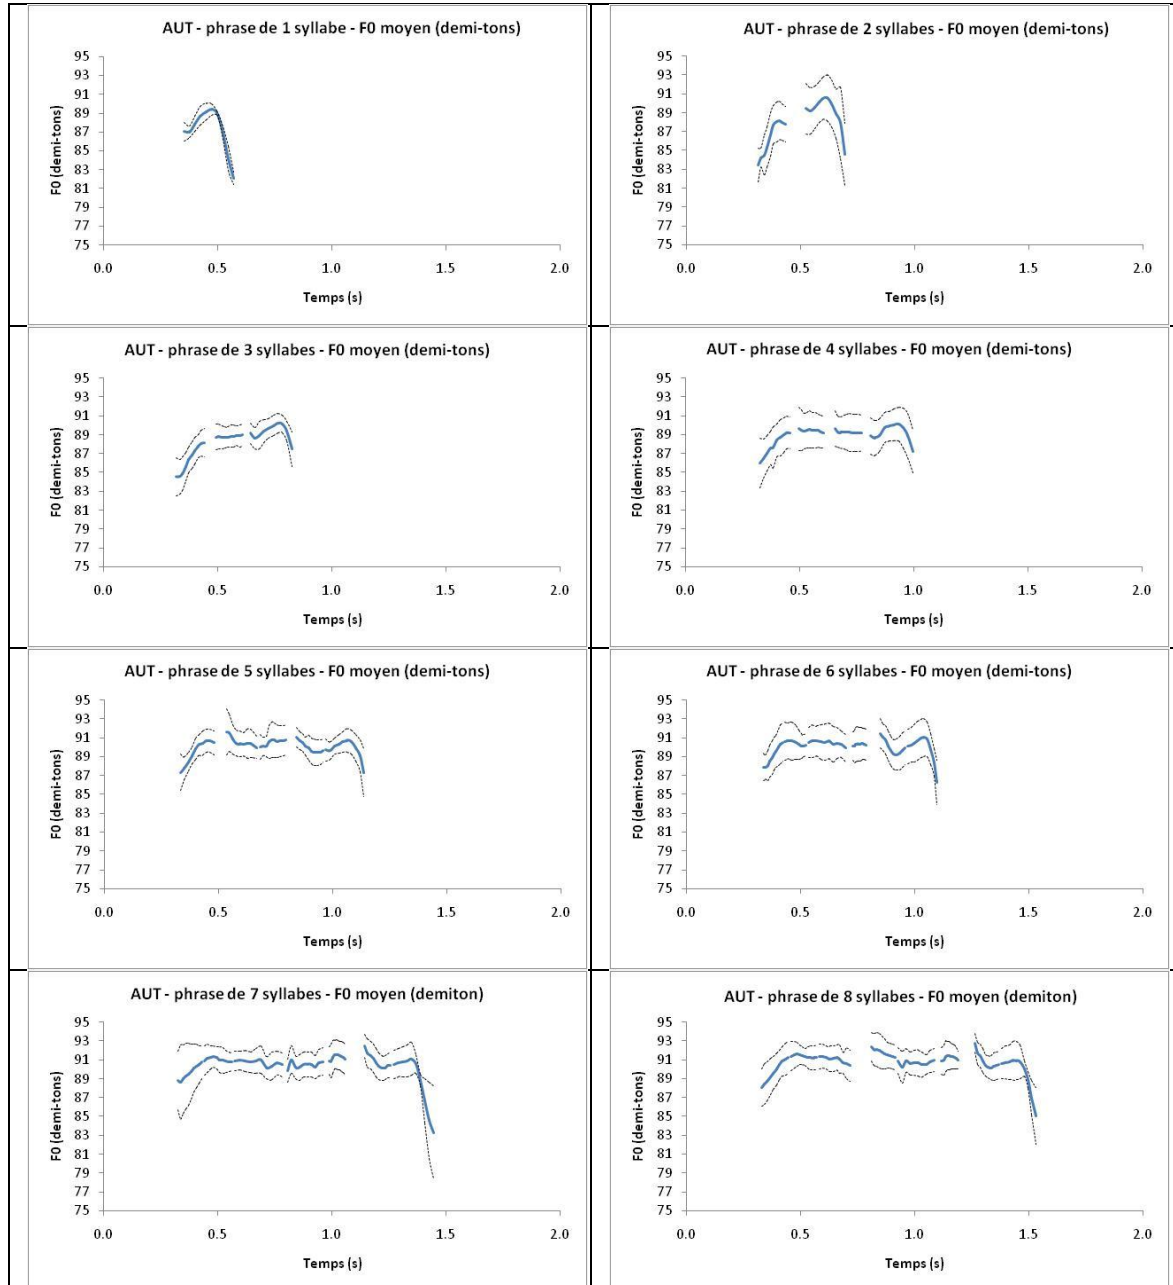 AUT - phrase de 1 syllabe - F0 moyen (demi-tons)
95
93
91
89
87
85
83
81
79
77
75
F0 (demi-tons)
0.0 0.5 1.0 1.5 2.0
Temps (s)
AUT - phrase de 2 syllabes - F0 moyen (demi-tons)
95
93
91
89
87
85
83
81
79
77
75
F0 (demi-tons)
0.0 0.5 1.0 1.5 2.0
Temps (s)
AUT - phrase de 3 syllabes - F0 moyen (demi-tons)
95
93
91
89
87
85
83
81
79
77
75
F0 (demi-tons)
0.0 0.5 1.0 1.5 2.0
Temps (s)
AUT - phrase de 4 syllabes - F0 moyen (demi-tons)
95
93
91
89
87
85
83
81
79
77
75
F0 (demi-tons)
0.0 0.5 1.0 1.5 2.0
Temps (s)
AUT - phrase de 5 syllabes - F0 moyen (demi-tons)
95
93
91
89
87
85
83
81
79
77
75
F0 (demi-tons)
0.0 0.5 1.0 1.5 2.0
Temps (s)
AUT - phrase de 6 syllabes - F0 moyen (demi-tons)
95
93
91
89
87
85
83
81
79
77
75
F0 (demi-tons)
0.0 0.5 1.0 1.5 2.0
Temps (s)
AUT - phrase de 7 syllabes - F0 moyen (demiton)
95
93
91
89
87
85
83
81
79
77
75
F0 (demi-tons)
0.0 0.5 1.0 1.5 2.0
Temps (s)
AUT - phrase de 8 syllabes - F0 moyen (demiton)
95
93
91
89
87
85
83
81
79
77
75
F0 (demi-tons)
0.0 0.5 1.0 1.5 2.0
Temps (s)